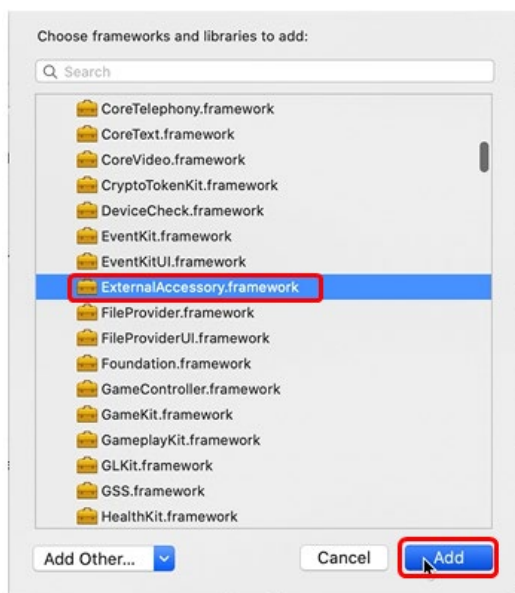 Choose frameworks and libraries to add:
Search
CoreTelephony.framework
CoreText.framework
CoreVideo.framework
CryptoTokenKit.framework
DeviceCheck.framework
EventKit.framework
EventKitUI.framework
ExternalAccessory.framework
FileProvider.framework
FileProviderUI.framework
Foundation.framework
GameController.framework
GameKit.framework
GameplayKit.framework
GLKit.framework
GSS.framework
HealthKit.framework
Add Other... Cancel Add